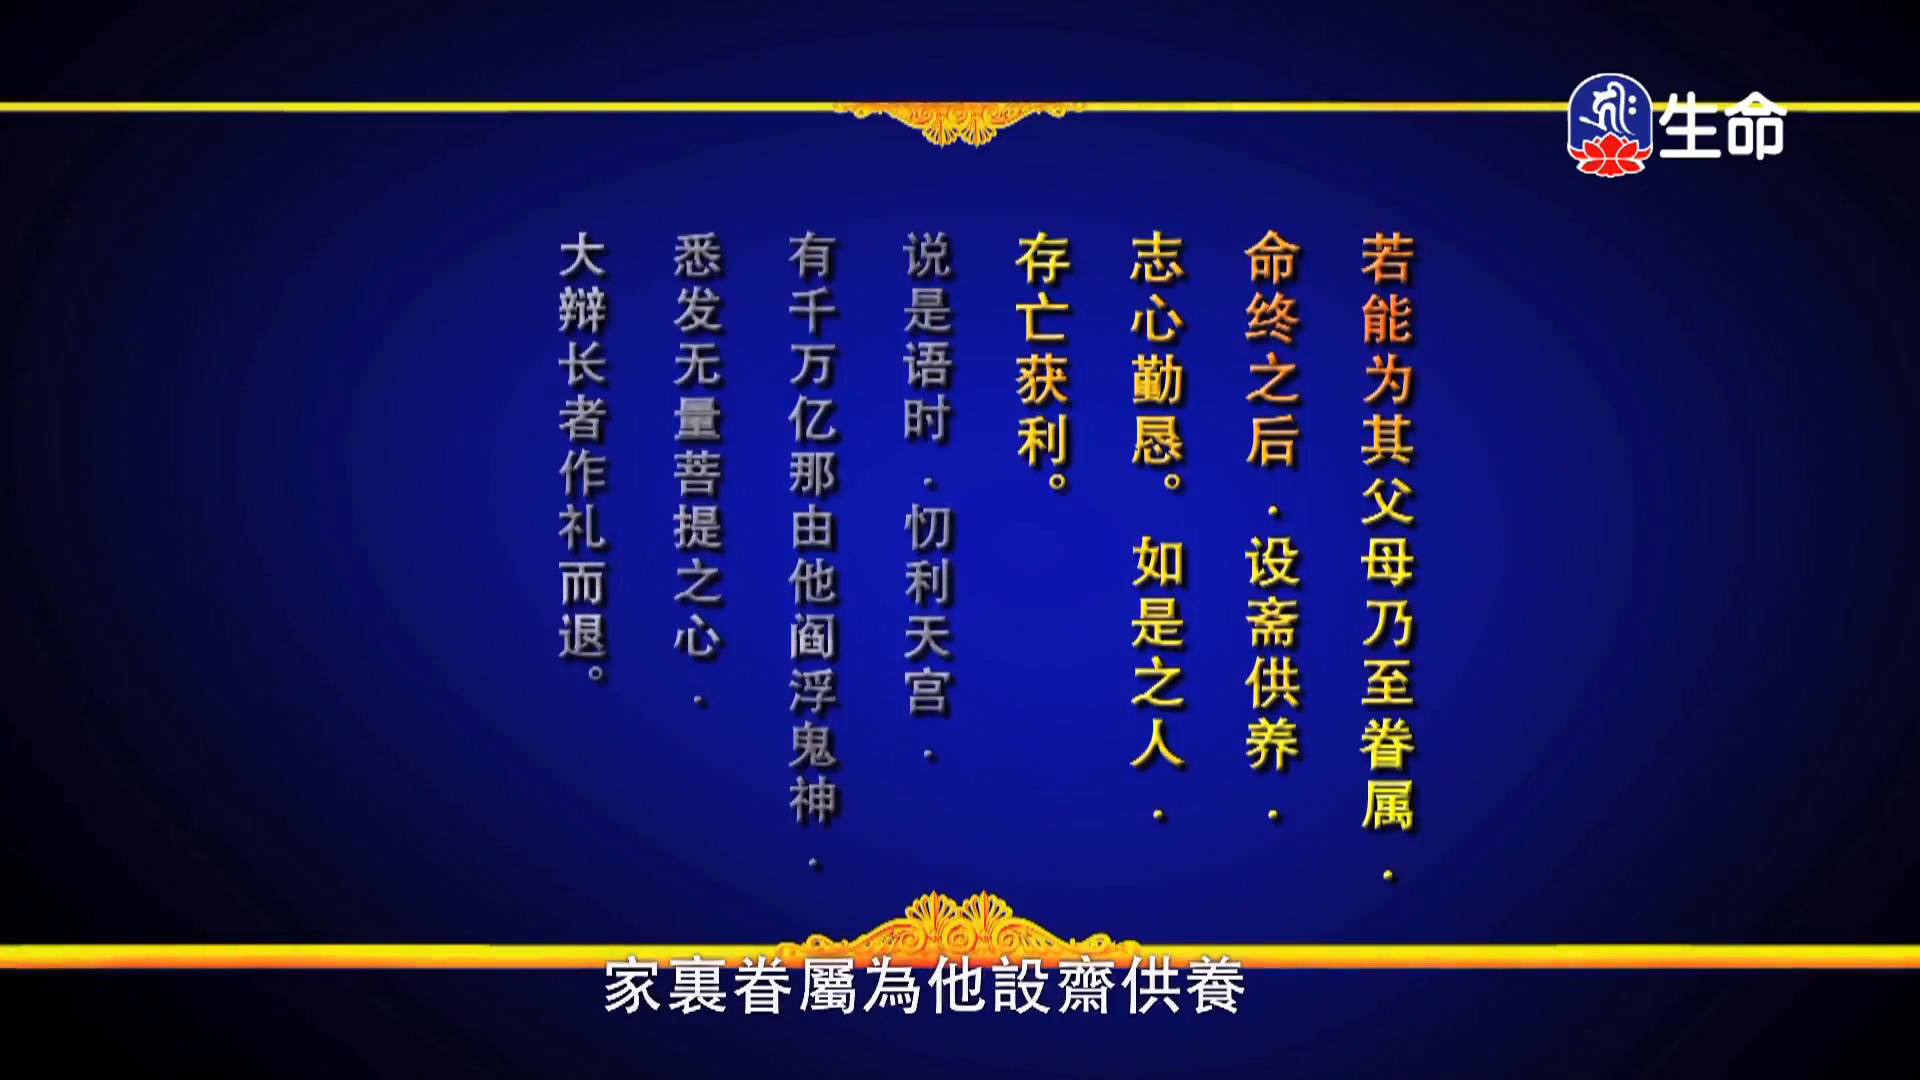 生命
若能为其父母乃至眷属.
命终之后.设斋供养.
志心勤恳。如是之人.
存亡获利。
说是语时.忉利天宫.
有千万亿那由他阎浮鬼神.
悉发无量菩提之心.
大辩长者作礼而退。
家裏眷屬為他設齋供養